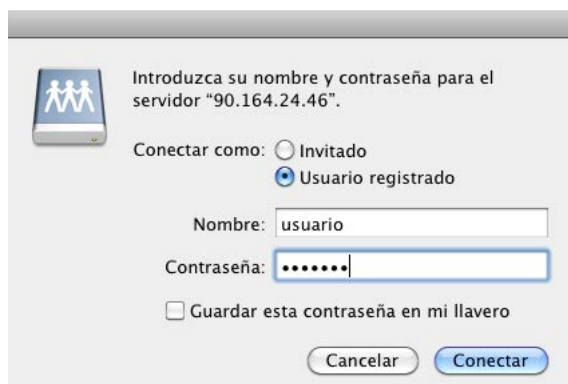 Introduzca su nombre y contraseña para el
servidor “90.164.24.46”.
Conectar como: Invitado
Usuario registrado
Nombre: usuario
Contraseña: •••••••
Guardar esta contraseña en mi llavero
Cancelar Conectar